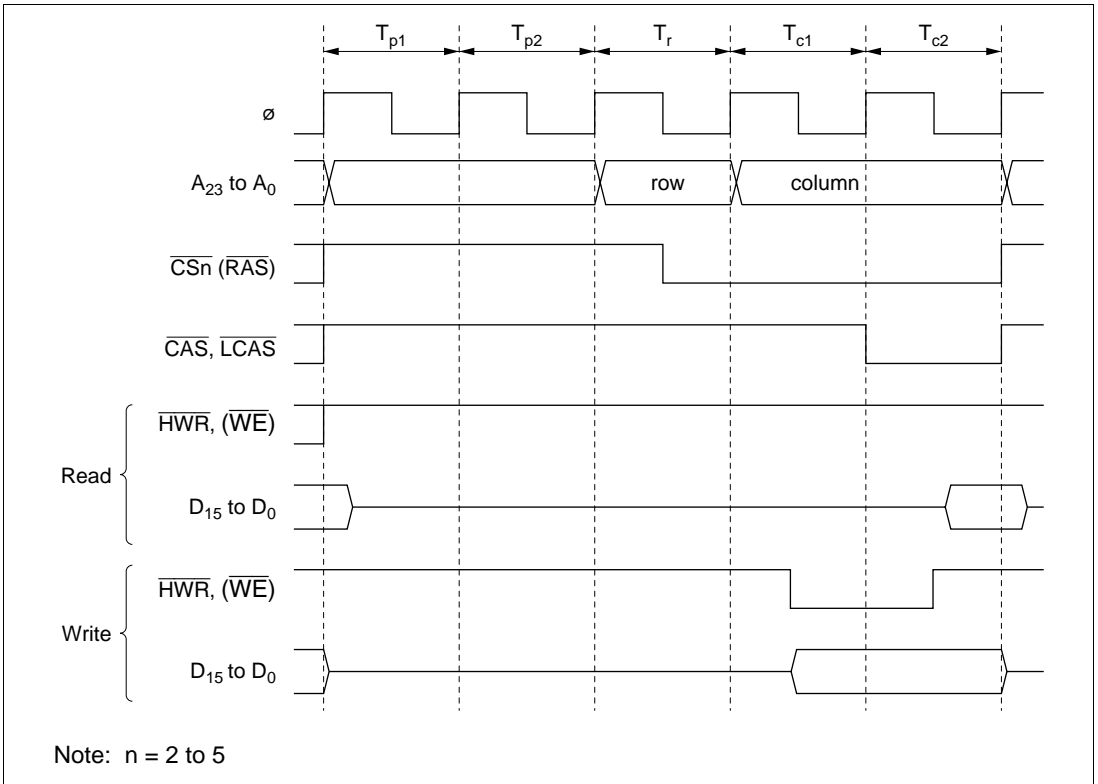 Tp1 Tp2 Tr Tc1 Tc2
ø
A23 to A0 row column
CSn (RAS)
CAS, LCAS
HWR, (WE)
Read
D15 to D0
HWR, (WE)
Write
D15 to D0
Note: n = 2 to 5